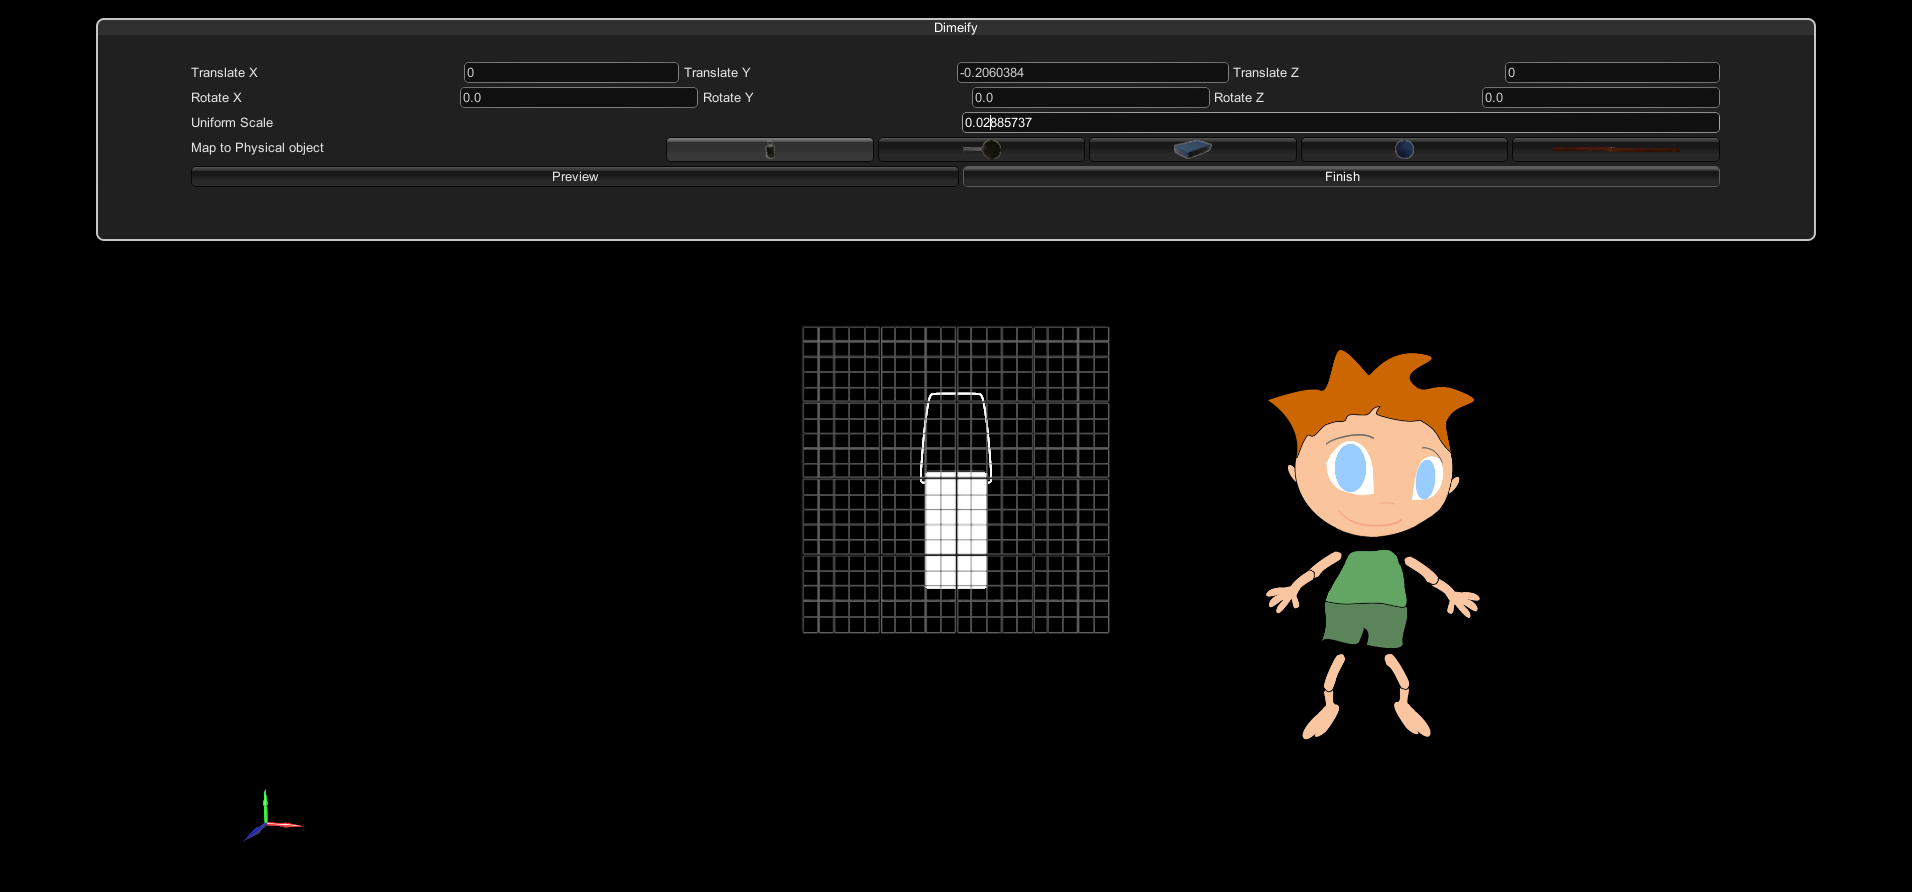 Dimeify
Translate X 0 Translate Y -0.2060384 Translate Z 0
Rotate X 0.0 Rotate Y 0.0 Rotate Z 0.0
Uniform Scale 0.02885737
Map to Physical object
Preview Finish